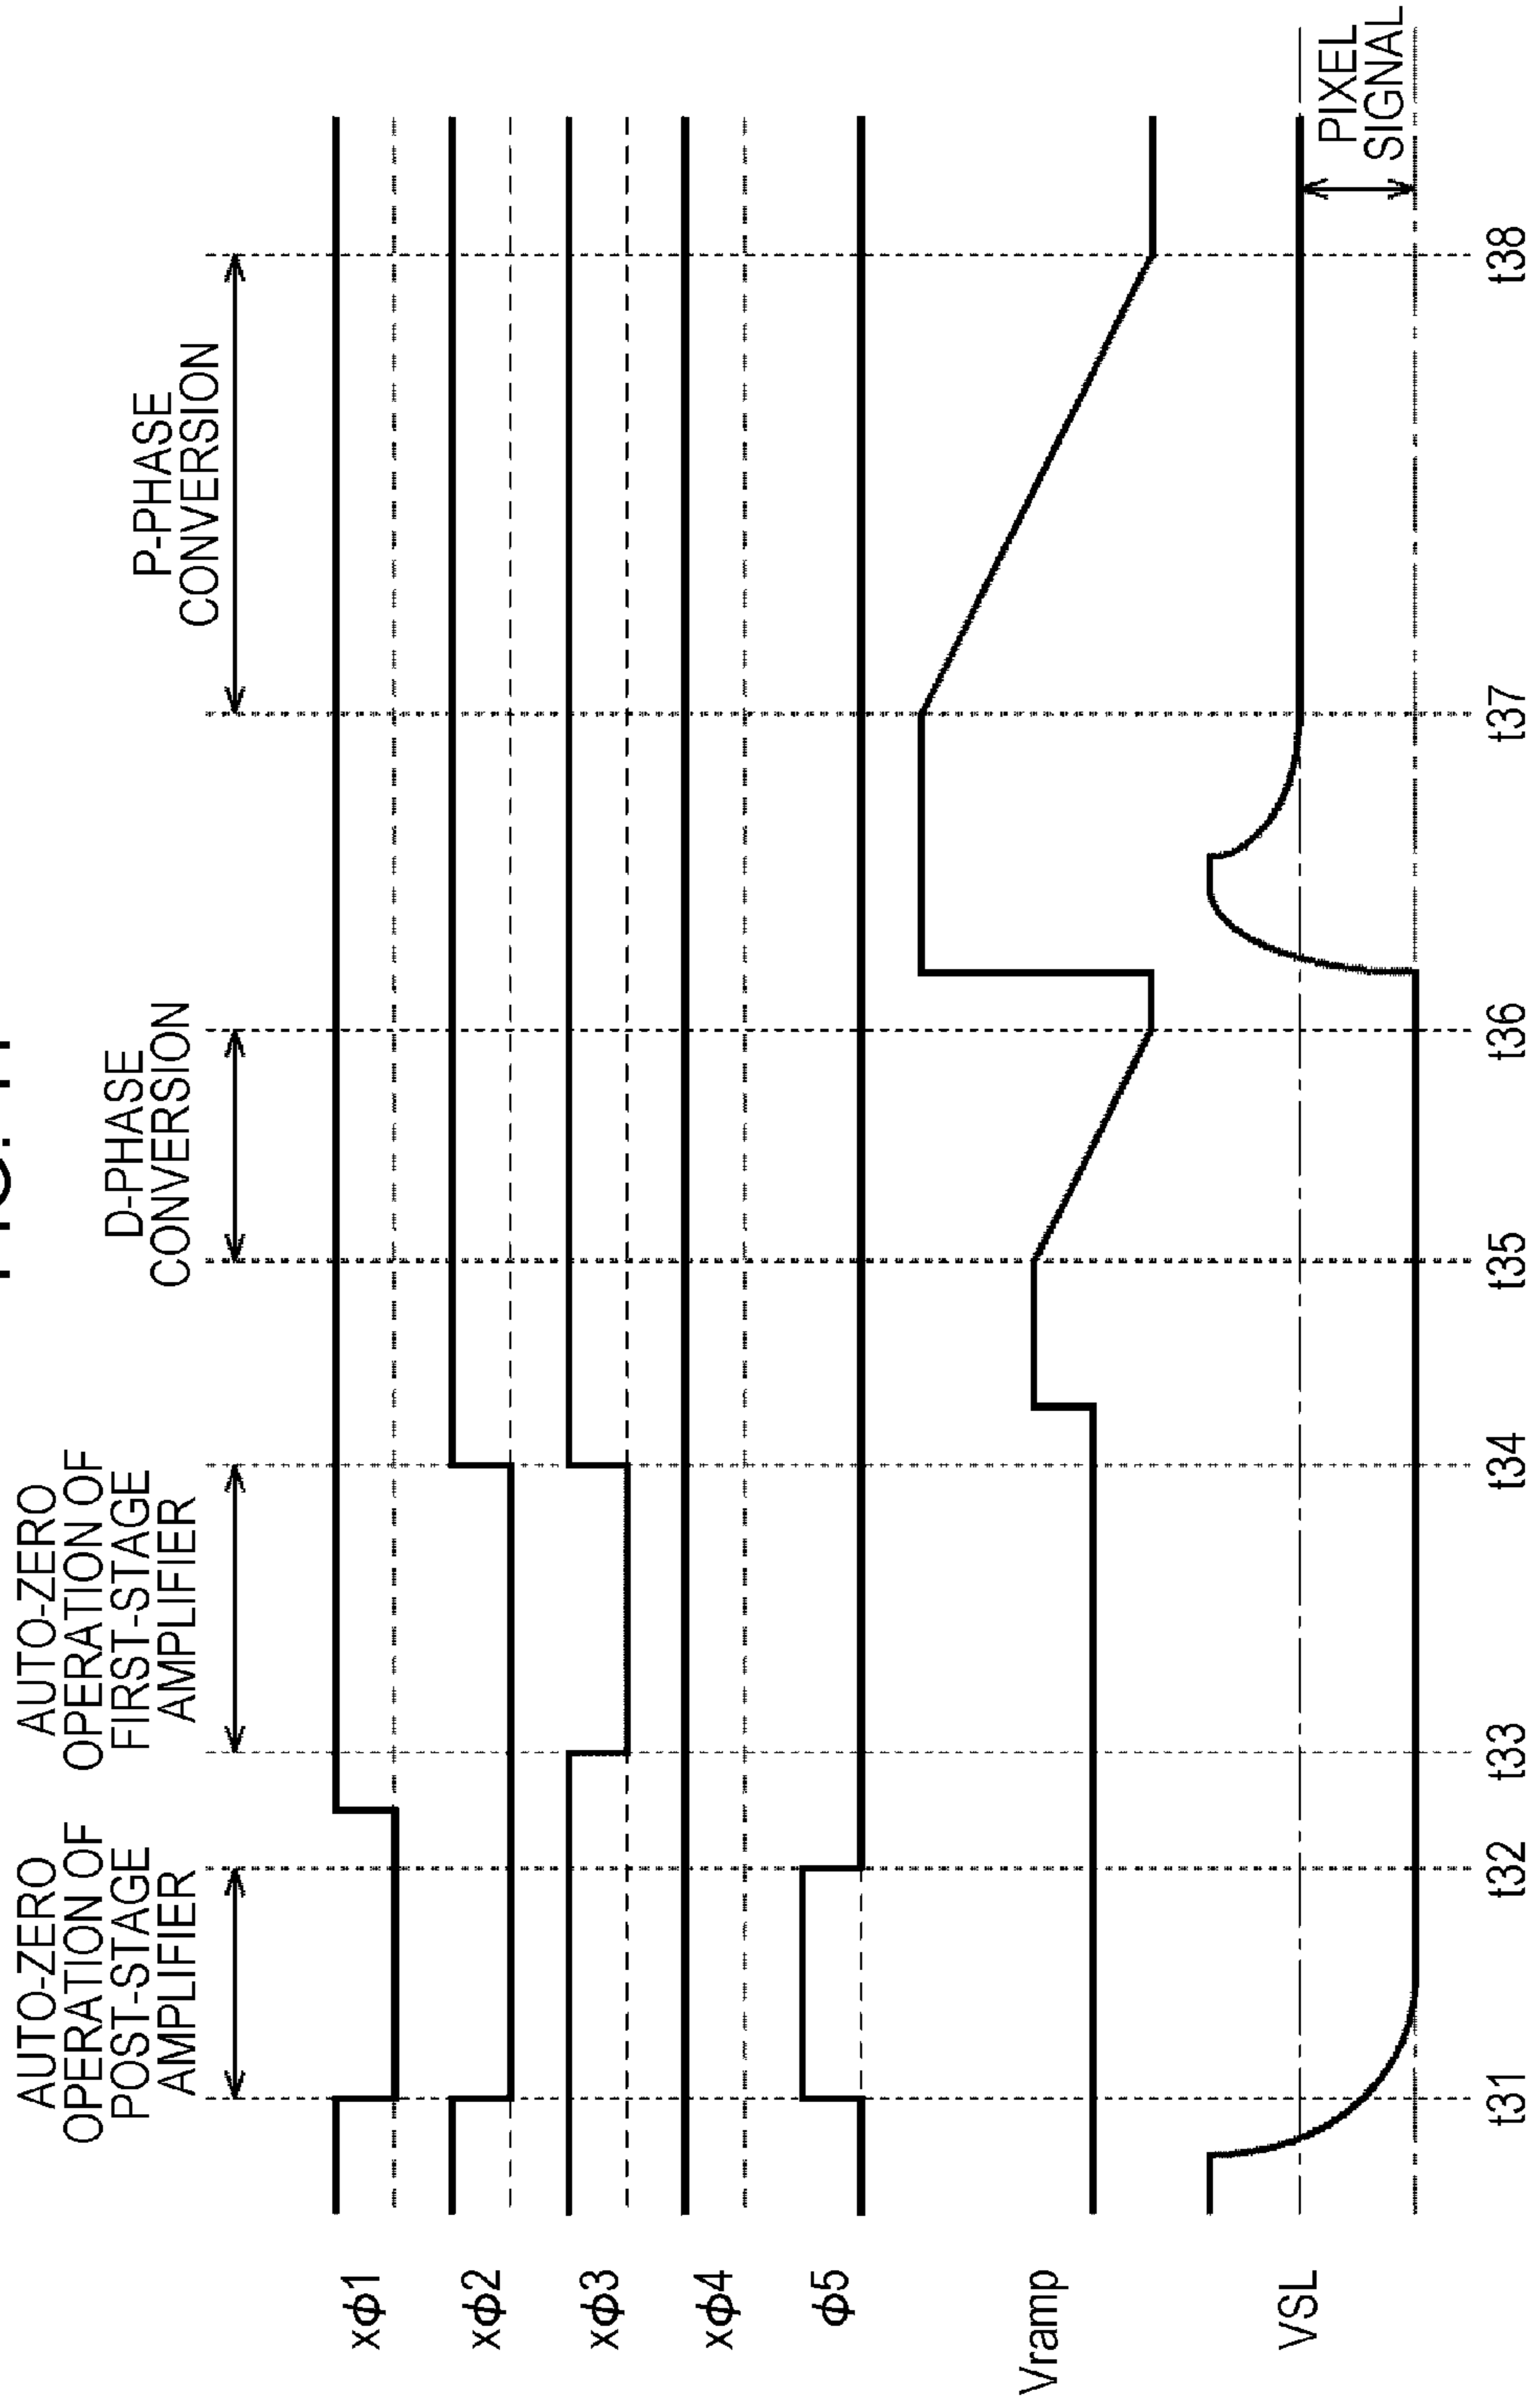 AUTO-ZERO
OPERATION OF
POST-STAGE
AMPLIFIER
AUTO-ZERO
OPERATION OF
FIRST-STAGE
AMPLIFIER
D-PHASE
CONVERSION
P-PHASE
CONVERSION
xϕ1
xϕ2
xϕ3
xϕ4
ϕ5
Vramp
VSL
PIXEL
SIGNAL
t31 t32 t33 t34 t35 t36 t37 t38